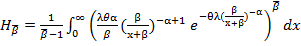 H_β̅ = 1/(β̅−1) ∫_0^∞ (λθα/β (β/(x+β))^(−α+1) e^(−θλ(β/(x+β))^(−α)))^β̅ dx